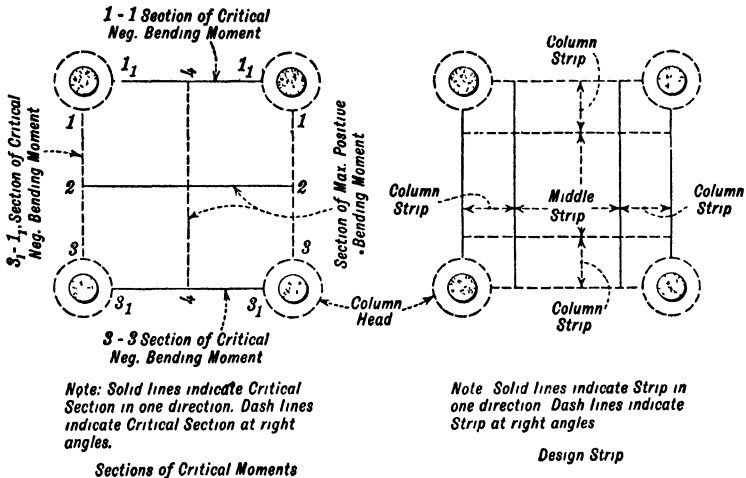 1 - 1 Section of Critical
Neg. Bending Moment
1₁
4
1₁
1
1
3₁-1₁, Section of Critical
Neg. Bending Moment
2
2
Section of Max. Positive
Bending Moment
3
3
3₁
4
3₁
3 - 3 Section of Critical
Neg. Bending Moment
Column
Head
Note: Solid lines indicate Critical
Section in one direction. Dash lines
indicate Critical Section at right
angles.
Sections of Critical Moments
Column
Strip
Column
Strip
Middle
Strip
Column
Strip
Column
Strip
Note Solid lines indicate Strip in
one direction Dash lines indicate
Strip at right angles
Design Strip